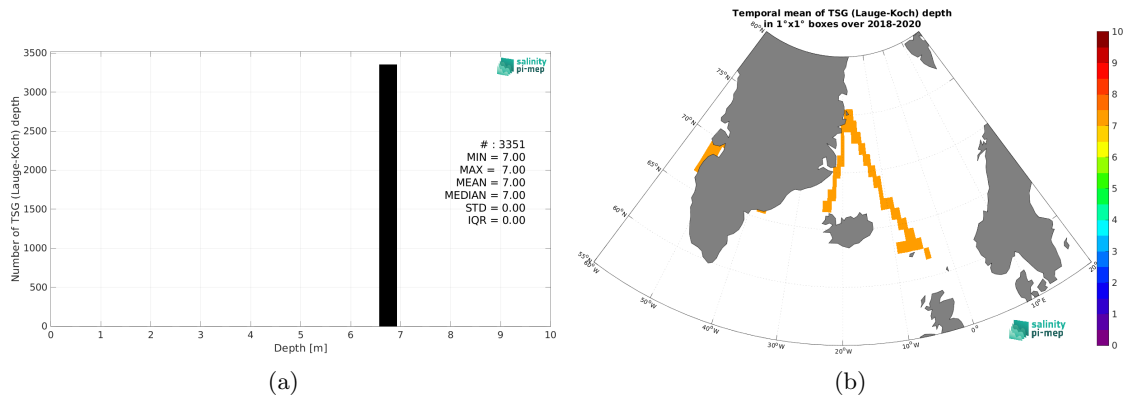 3500
3000
2500
2000
1500
1000
500
0
Number of TSG (Lauge-Koch) depth
salinity
pi-mep
# : 3351
MIN = 7.00
MAX = 7.00
MEAN = 7.00
MEDIAN = 7.00
STD = 0.00
IQR = 0.00
0 1 2 3 4 5 6 7 8 9 10
Depth [m]
(a)
Temporal mean of TSG (Lauge-Koch) depth
in 1°x1° boxes over 2018-2020
80°N
75°N
70°N
65°N
60°N
55°N
60°W
50°W
40°W
30°W
20°W
10°W
0°
10°E
salinity
pi-mep
10
9
8
7
6
5
4
3
2
1
0
(b)